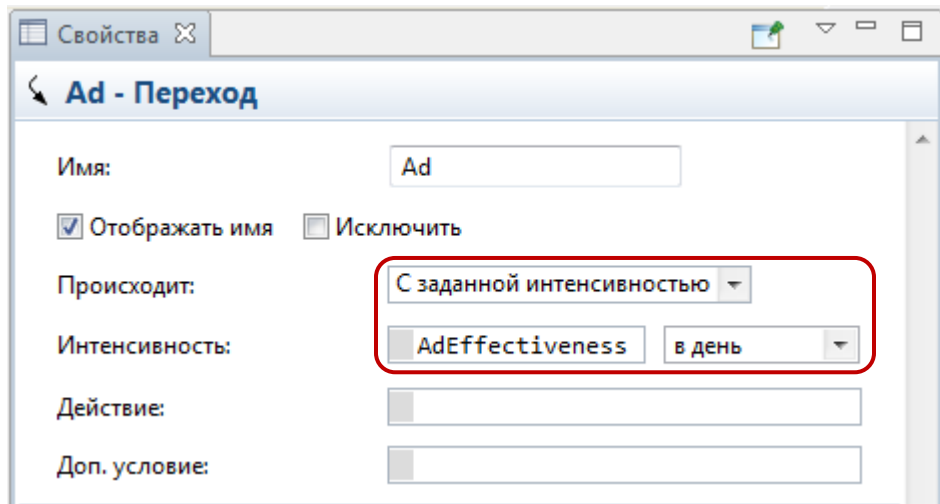 Свойства
Ad - Переход
Имя: Ad
Отображать имя Исключить
Происходит: С заданной интенсивностью
Интенсивность: AdEffectiveness в день
Действие:
Доп. условие: